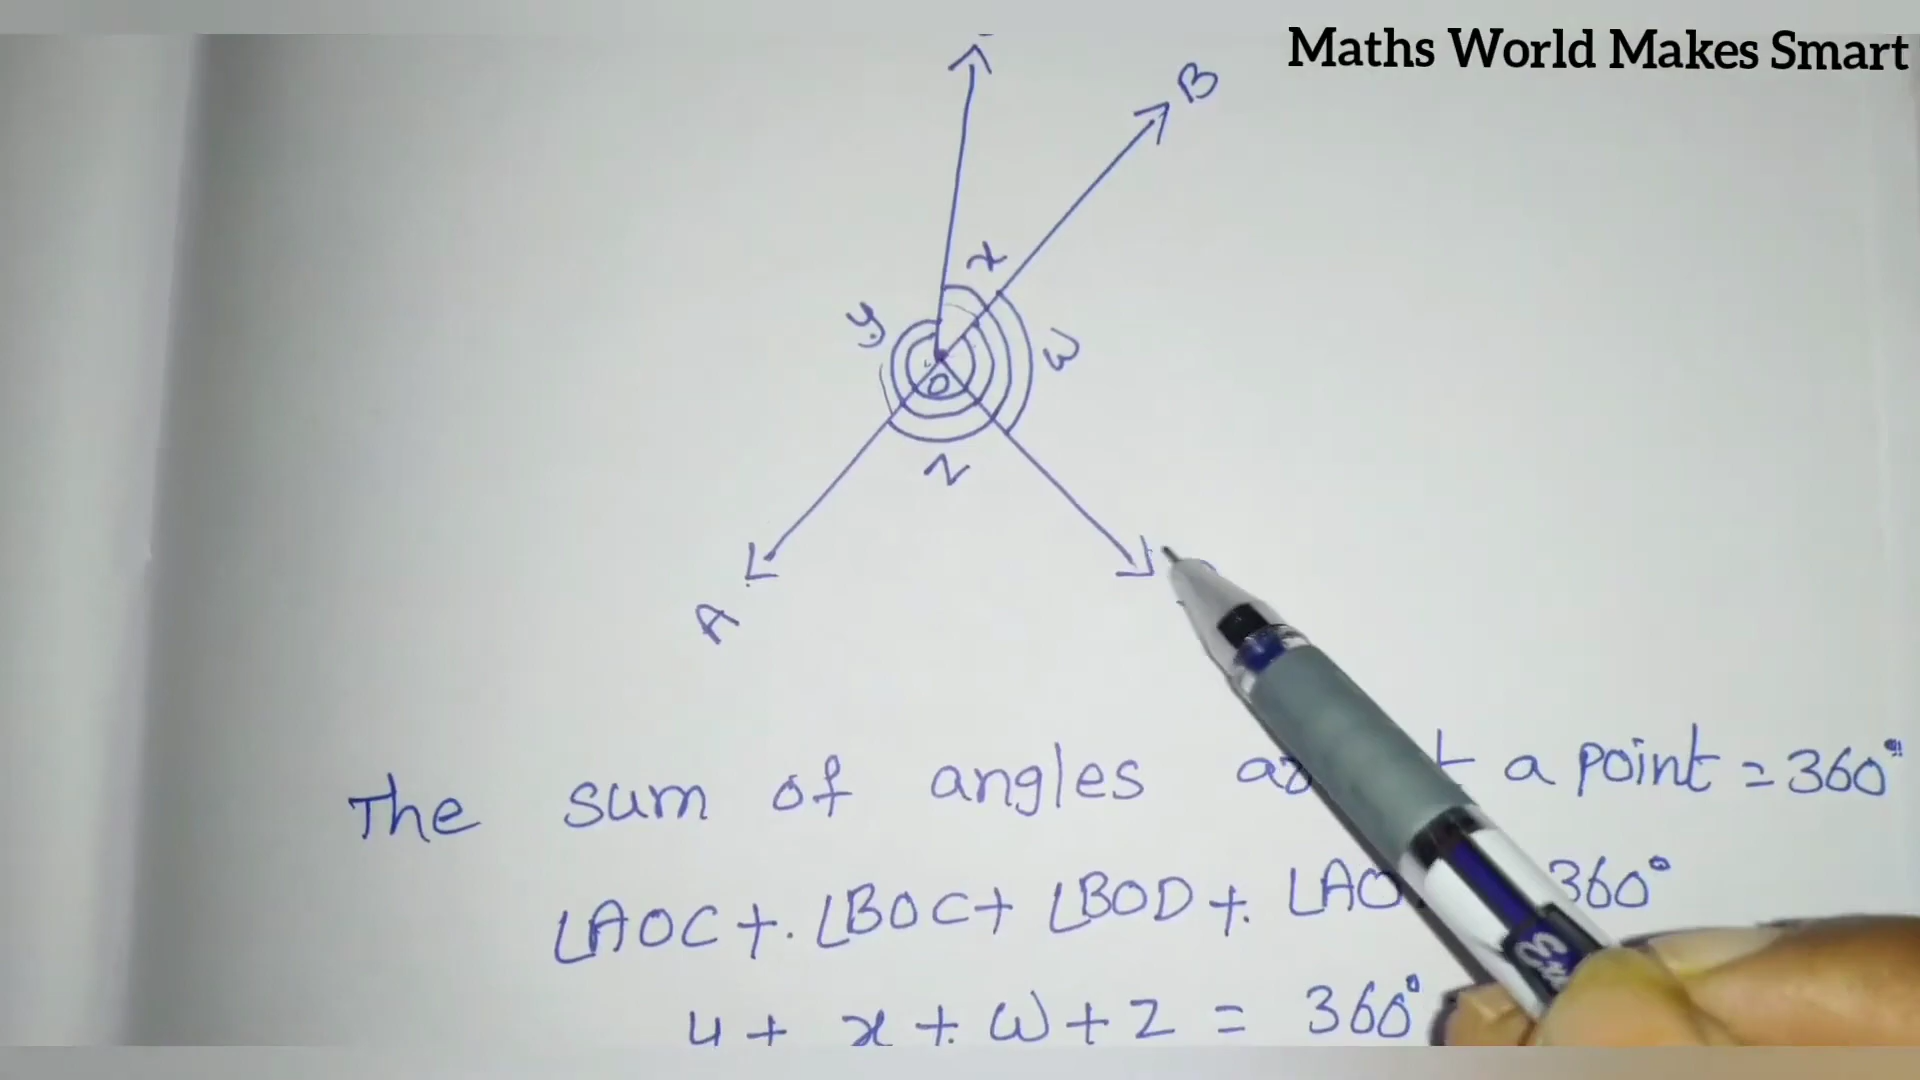 Maths World Makes Smart
B
x
y
w
O
z
A
The sum of angles a point = 360°
∠AOC + ∠BOC + ∠BOD + ∠AO 360°
y + x + w + z = 360°